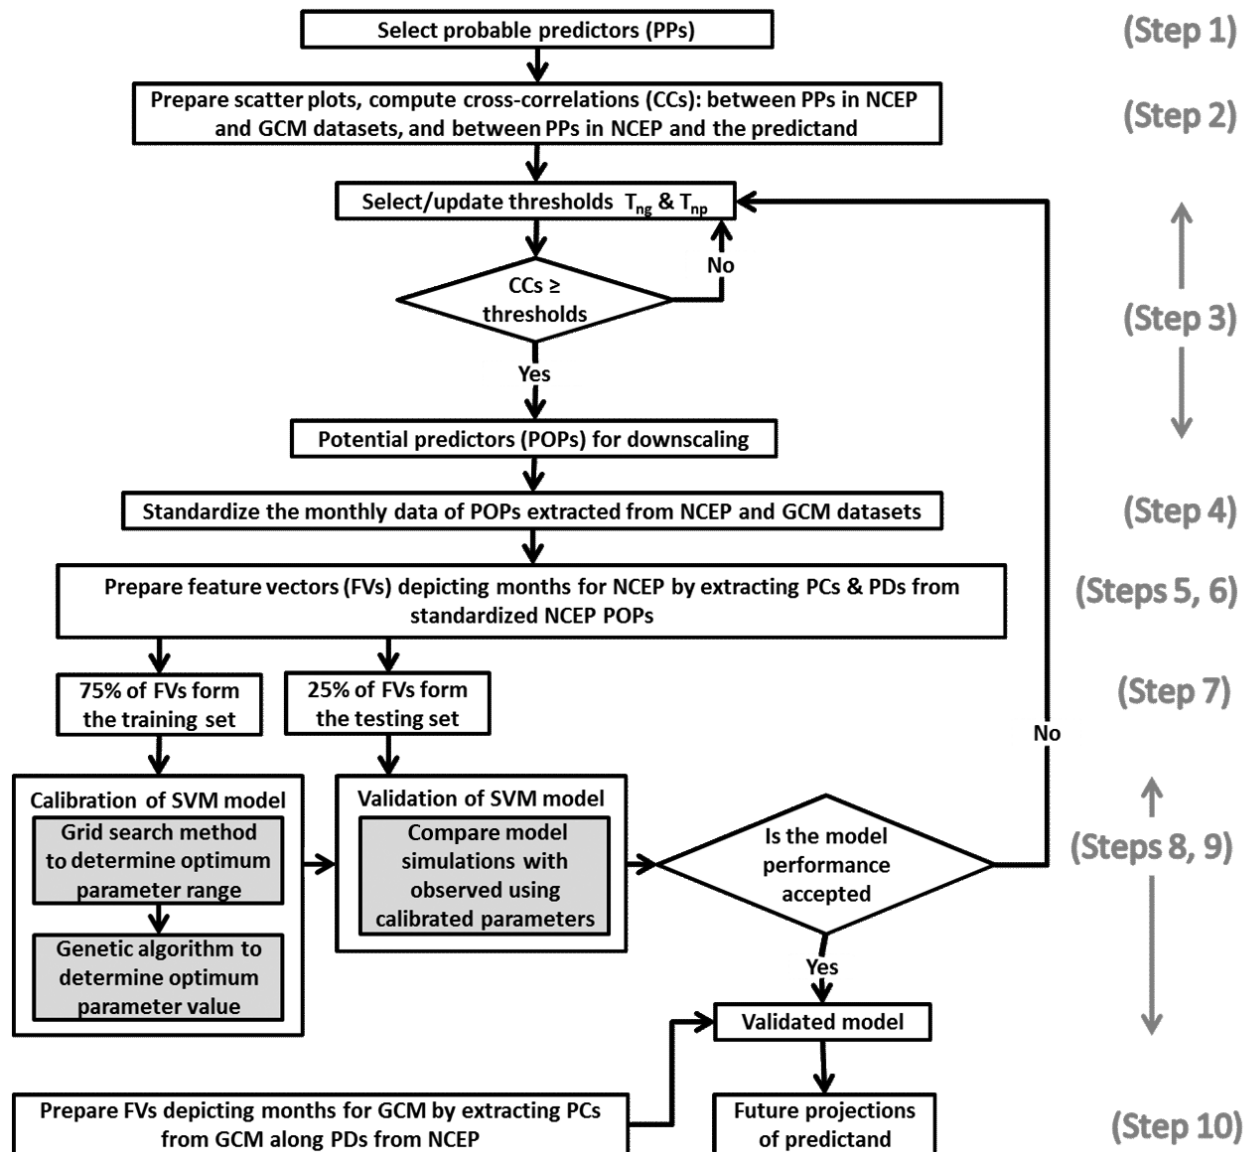 Select probable predictors (PPs)
(Step 1)
Prepare scatter plots, compute cross-correlations (CCs): between PPs in NCEP
and GCM datasets, and between PPs in NCEP and the predictand
(Step 2)
Select/update thresholds Tng & Tnp
No
CCs ≥
thresholds
(Step 3)
Yes
Potential predictors (POPs) for downscaling
Standardize the monthly data of POPs extracted from NCEP and GCM datasets
(Step 4)
Prepare feature vectors (FVs) depicting months for NCEP by extracting PCs & PDs from
standardized NCEP POPs
(Steps 5, 6)
75% of FVs form
the training set
25% of FVs form
the testing set
(Step 7)
No
Calibration of SVM model
Grid search method
to determine optimum
parameter range
Genetic algorithm to
determine optimum
parameter value
Validation of SVM model
Compare model
simulations with
observed using
calibrated parameters
Is the model
performance
accepted
(Steps 8, 9)
Yes
Validated model
Prepare FVs depicting months for GCM by extracting PCs
from GCM along PDs from NCEP
Future projections
of predictand
(Step 10)